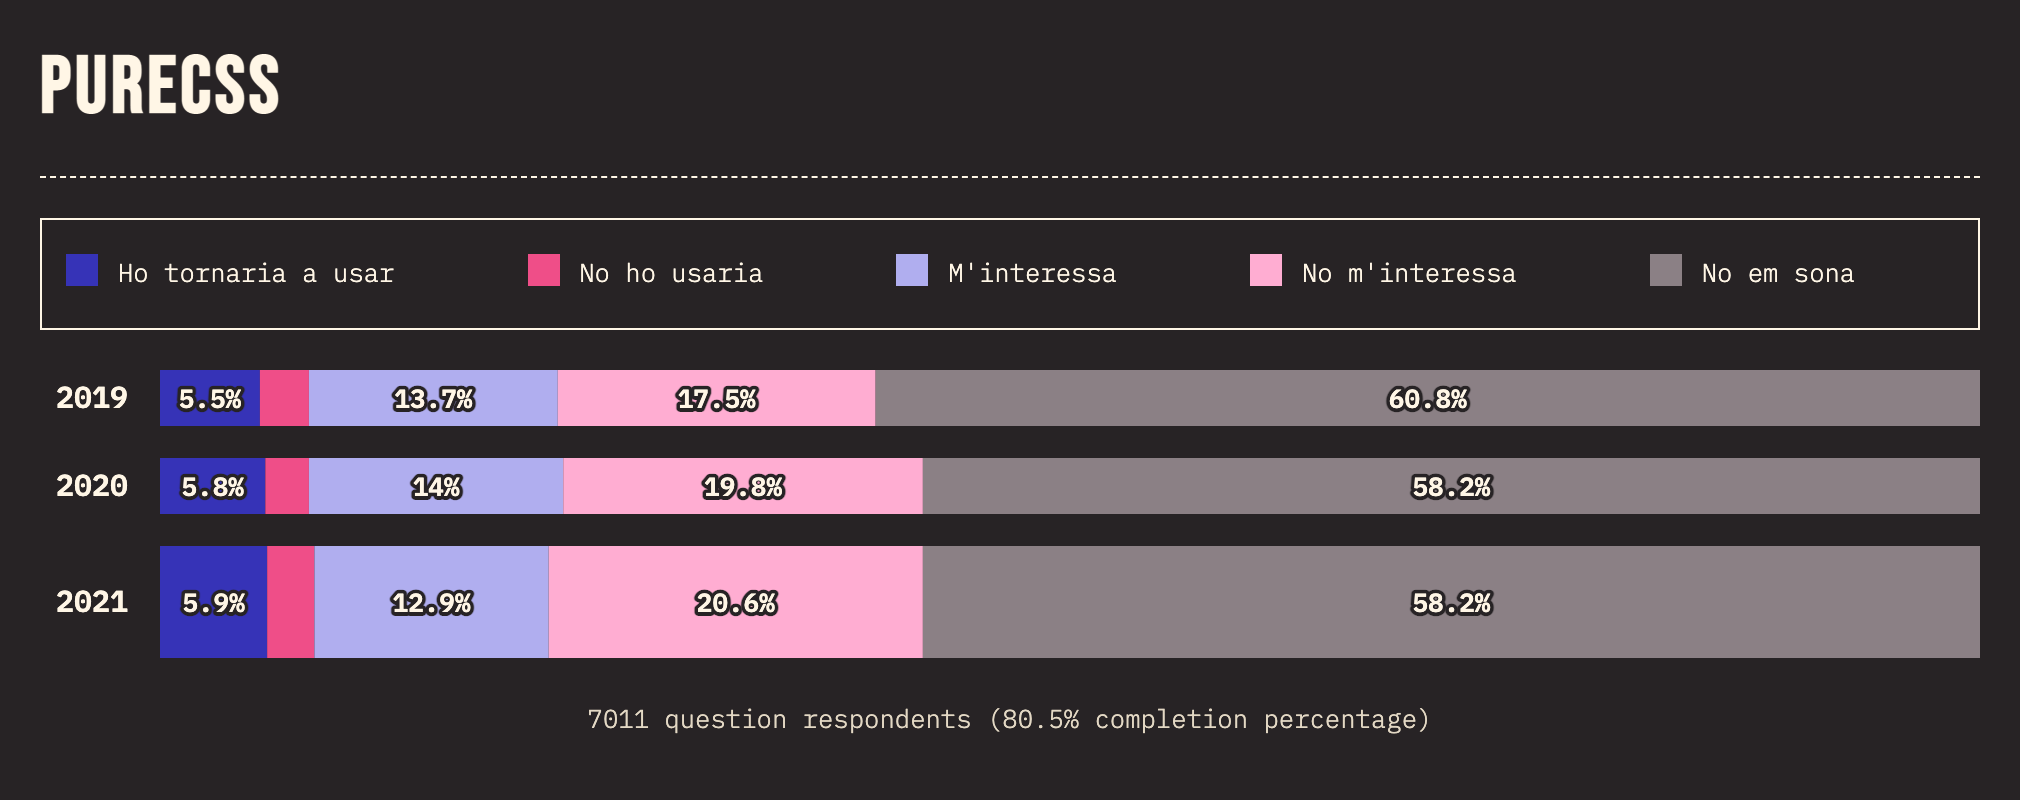 PURECSS
Ho tornaria a usar No ho usaria M'interessa No m'interessa No em sona
2019 5.5% 13.7% 17.5% 60.8%
2020 5.8% 14% 19.8% 58.2%
2021 5.9% 12.9% 20.6% 58.2%
7011 question respondents (80.5% completion percentage)